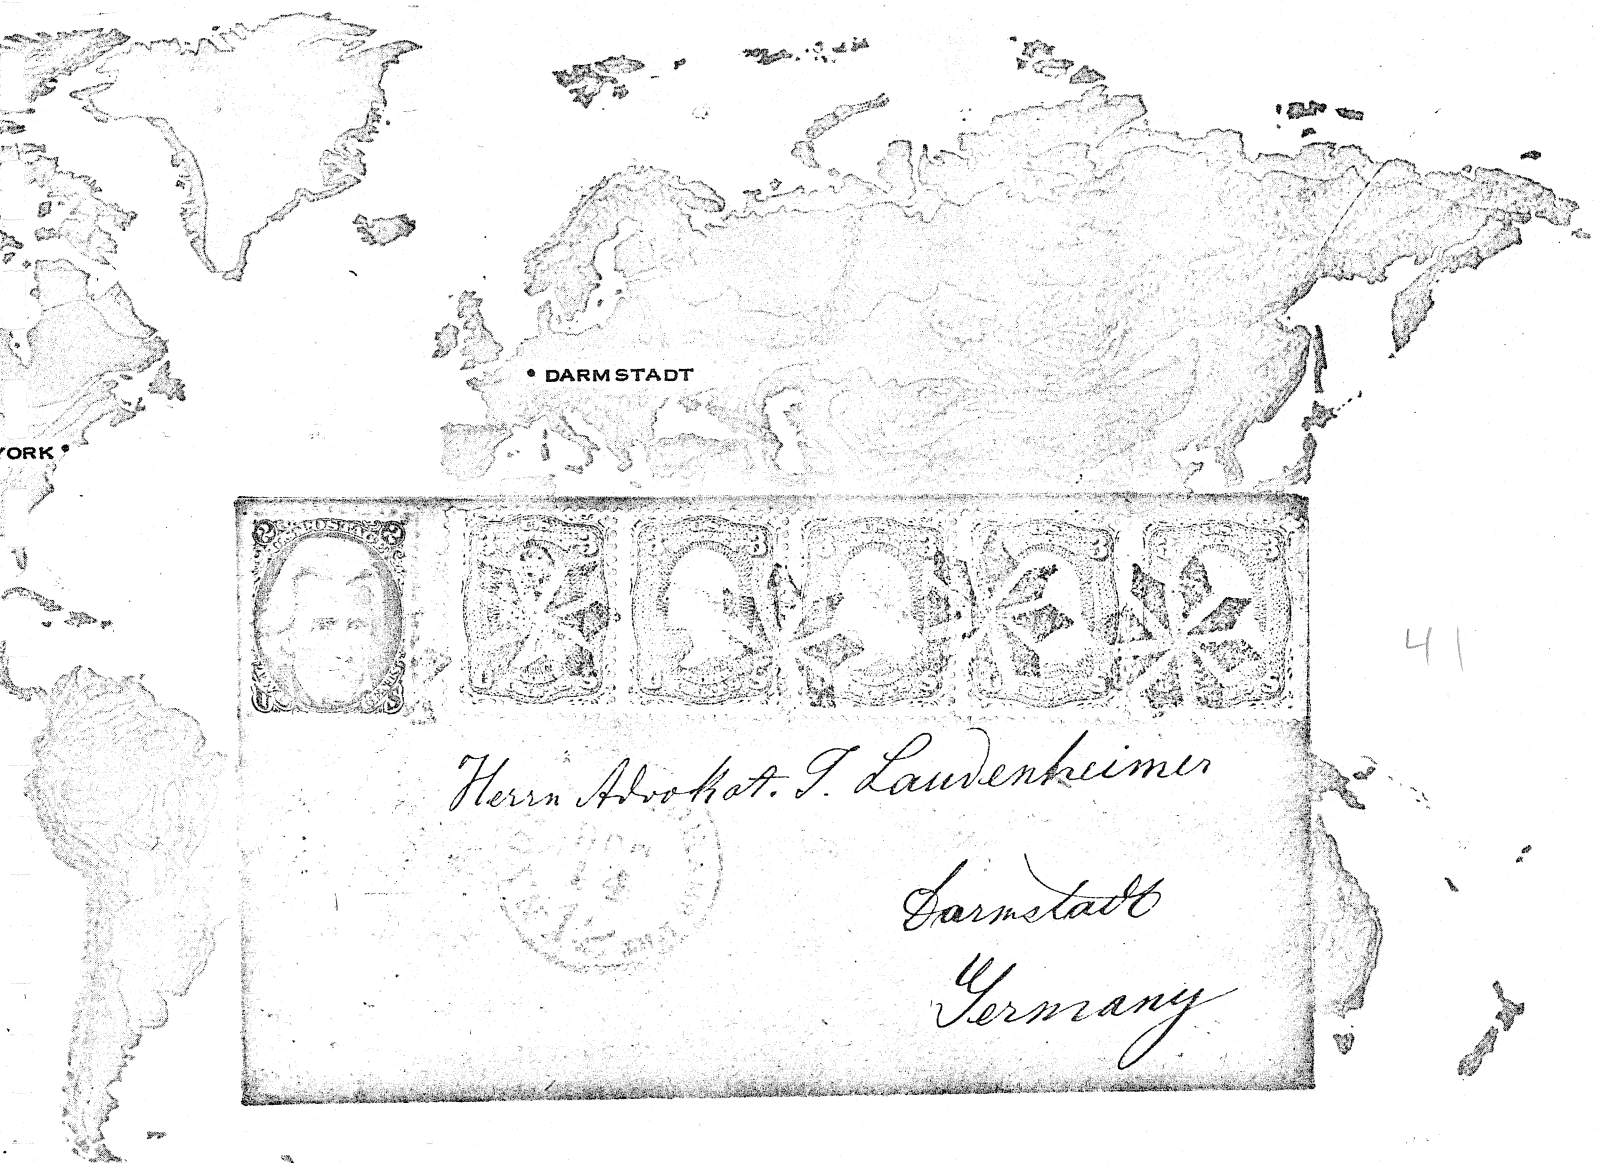 • DARMSTADT
YORK •
41
Herrn Advokat. T. Laudenheimer
Darmstadt
Germany